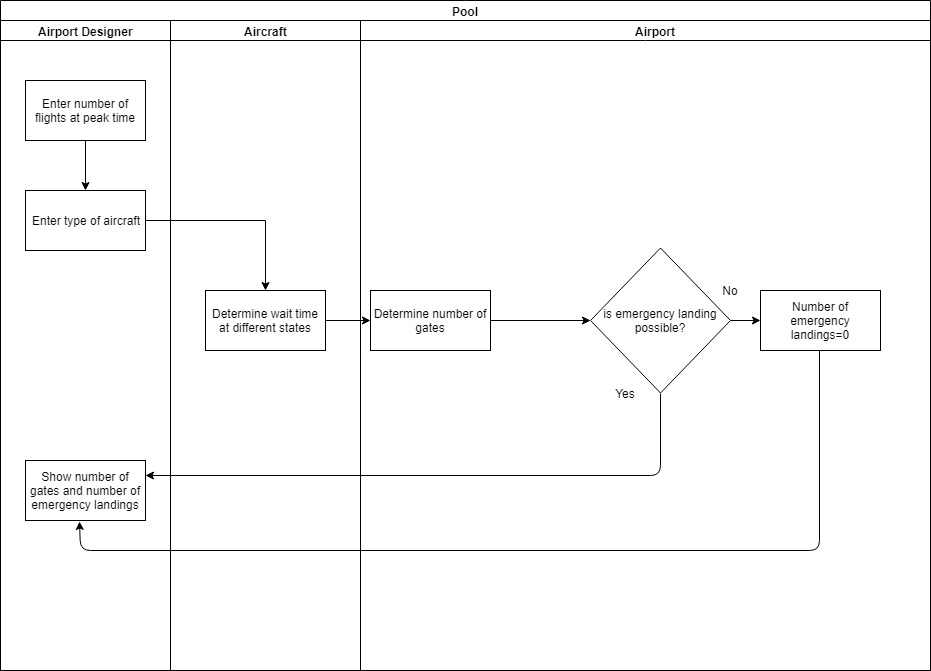 Pool
Airport Designer
Aircraft
Airport
Enter number of
flights at peak time
Enter type of aircraft
Determine wait time
at different states
Determine number of
gates
is emergency landing
possible?
No
Number of
emergency
landings=0
Yes
Show number of
gates and number of
emergency landings